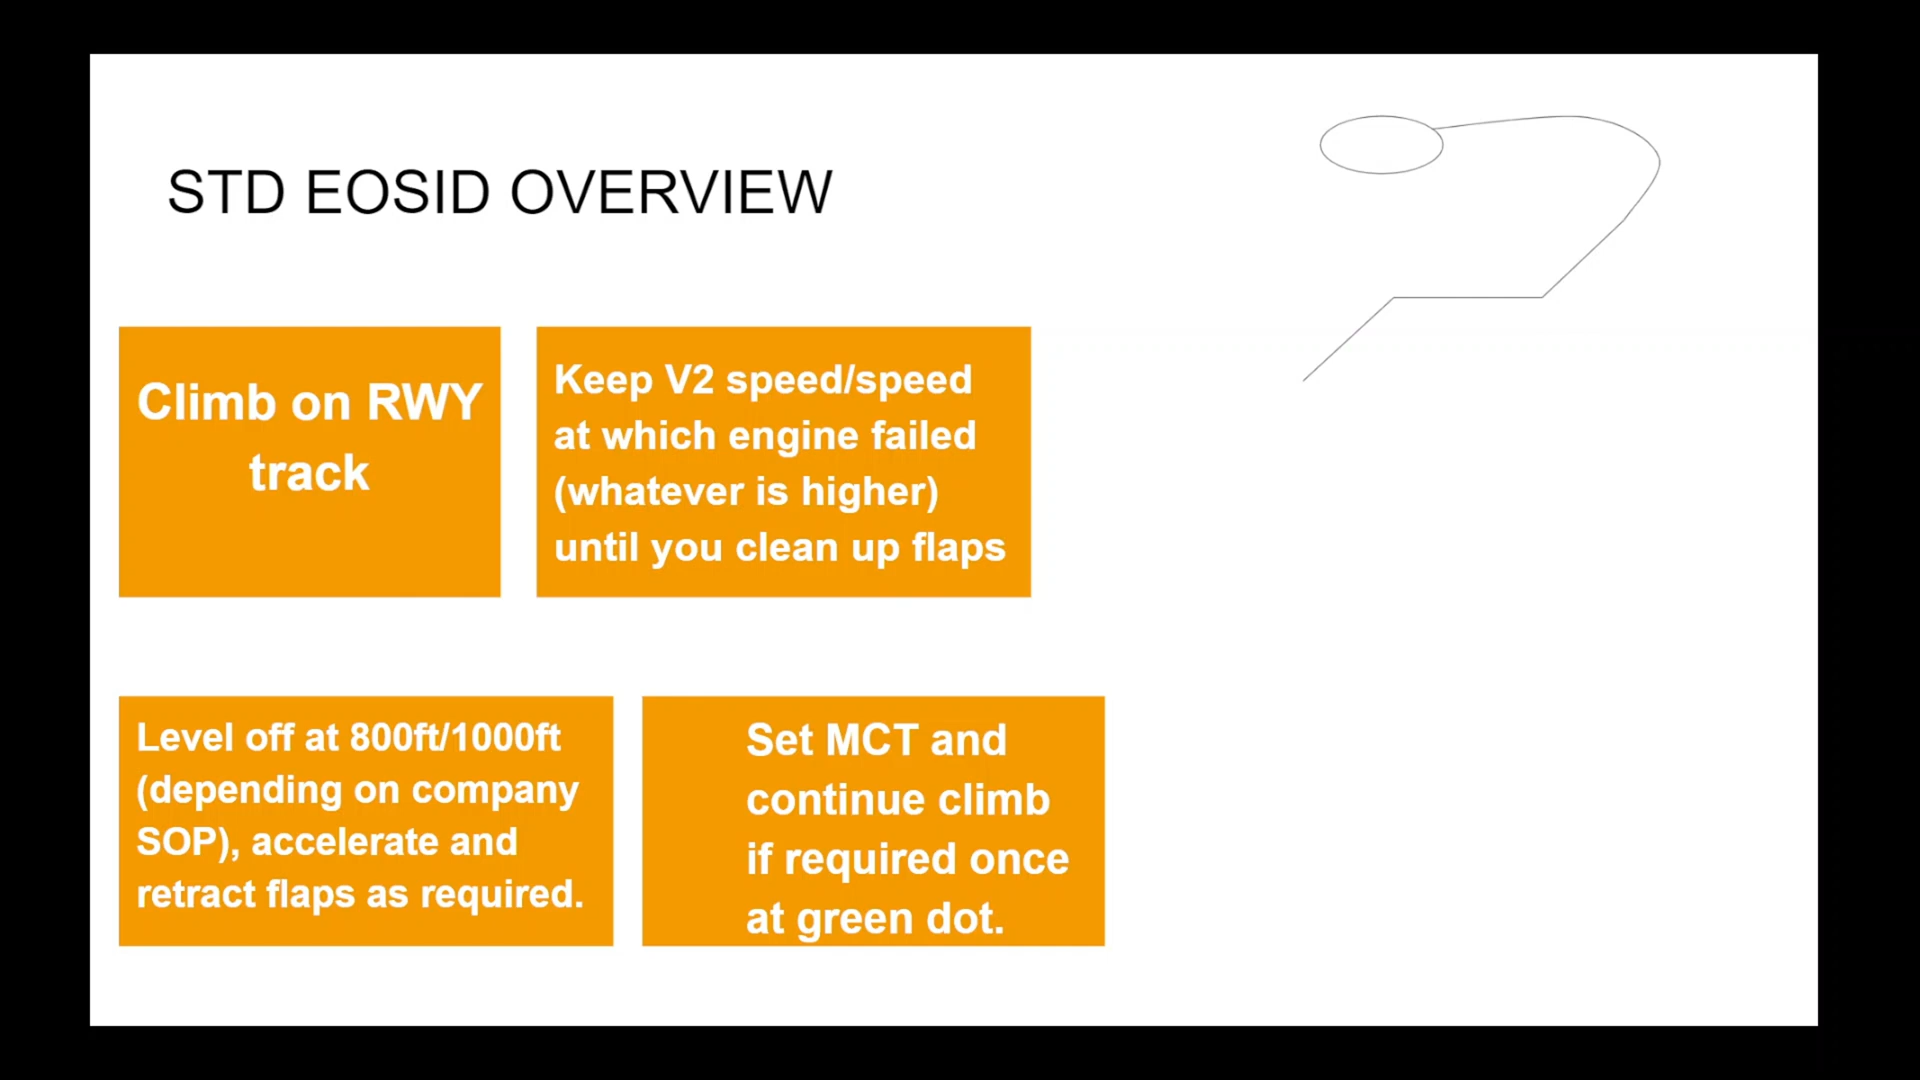 STD EOSID OVERVIEW
Climb on RWY
track
Keep V2 speed/speed
at which engine failed
(whatever is higher)
until you clean up flaps
Level off at 800ft/1000ft
(depending on company
SOP), accelerate and
retract flaps as required.
Set MCT and
continue climb
if required once
at green dot.